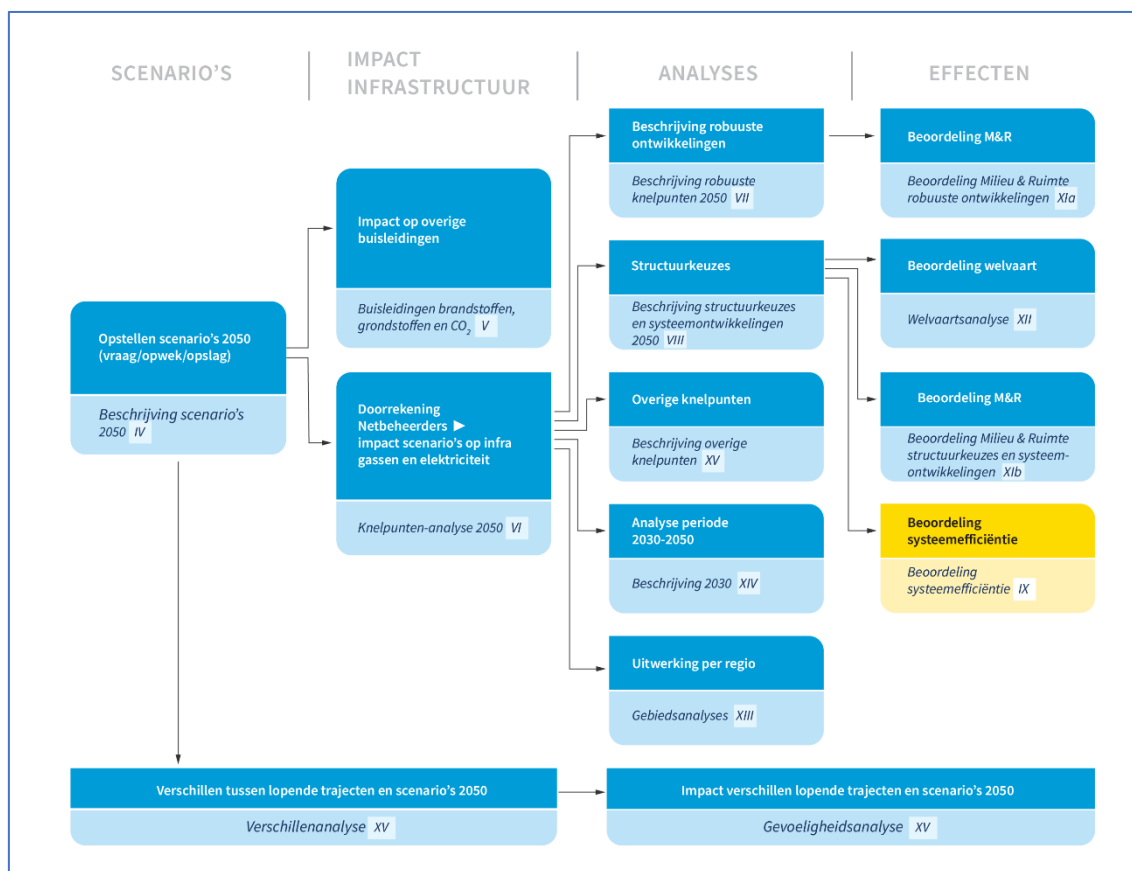 SCENARIO’S
IMPACT
INFRASTRUCTUUR
ANALYSES
EFFECTEN
Opstellen scenario’s 2050
(vraag/opwek/opslag)
Beschrijving scenario’s
2050 IV
Impact op overige
buisleidingen
Buisleidingen brandstoffen,
grondstoffen en CO₂ V
Doorrekening
Netbeheerders ▶
impact scenario’s op infra
gassen en elektriciteit
Knelpunten-analyse 2050 VI
Beschrijving robuuste
ontwikkelingen
Beschrijving robuuste
knelpunten 2050 VII
Structuurkeuzes
Beschrijving structuurkeuzes
en systeemontwikkelingen
2050 VIII
Overige knelpunten
Beschrijving overige
knelpunten XV
Analyse periode
2030-2050
Beschrijving 2030 XIV
Uitwerking per regio
Gebiedsanalyses XIII
Beoordeling M&R
Beoordeling Milieu & Ruimte
robuuste ontwikkelingen XIa
Beoordeling welvaart
Welvaartsanalyse XII
Beoordeling M&R
Beoordeling Milieu & Ruimte
structuurkeuzes en systeem-
ontwikkelingen XIb
Beoordeling
systeemefficiëntie
Beoordeling
systeemefficiëntie IX
Verschillen tussen lopende trajecten en scenario’s 2050
Verschillenanalyse XV
Impact verschillen lopende trajecten en scenario’s 2050
Gevoeligheidsanalyse XV